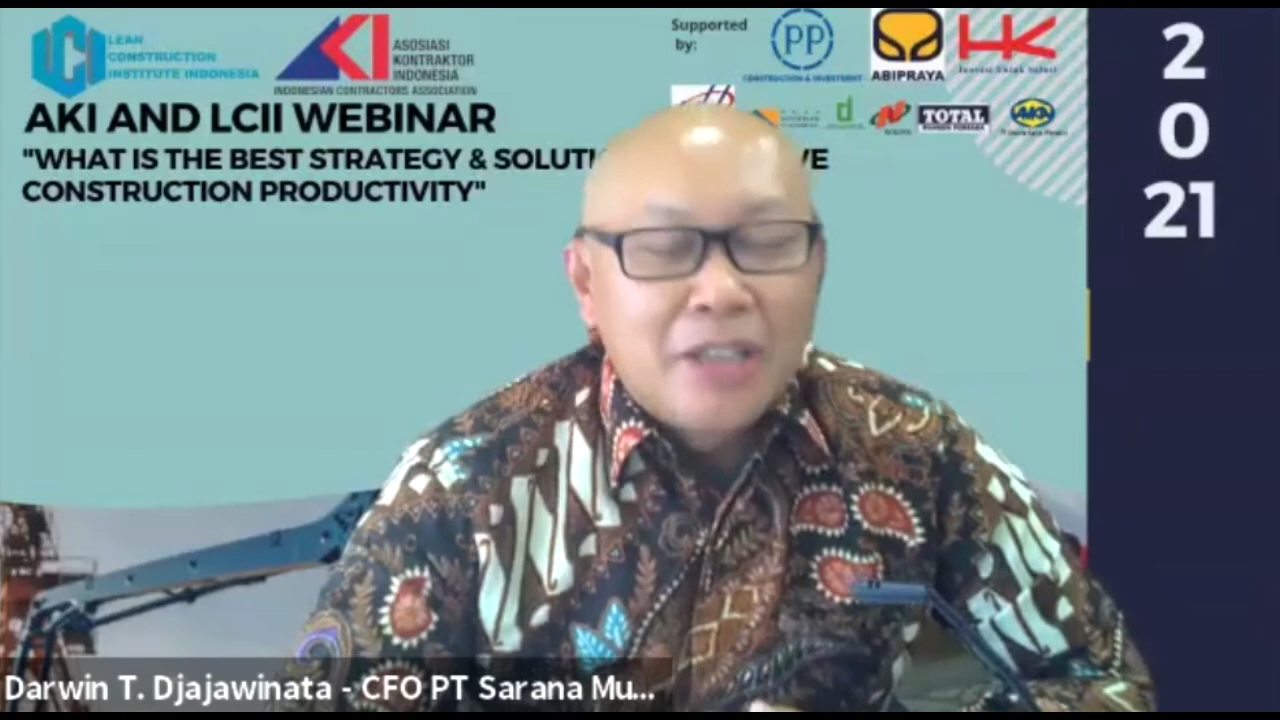 LEAN
CONSTRUCTION
INSTITUTE INDONESIA
ASOSIASI
KONTRAKTOR
INDONESIA
INDONESIAN CONTRACTORS ASSOCIATION
Supported
by:
PP
CONSTRUCTION & INVESTMENT
ABIPRAYA
HK
TOTAL
AKI AND LCII WEBINAR
"WHAT IS THE BEST STRATEGY & SOLUTI VE
CONSTRUCTION PRODUCTIVITY"
2
0
21
Darwin T. Djajawinata - CFO PT Sarana Mu...